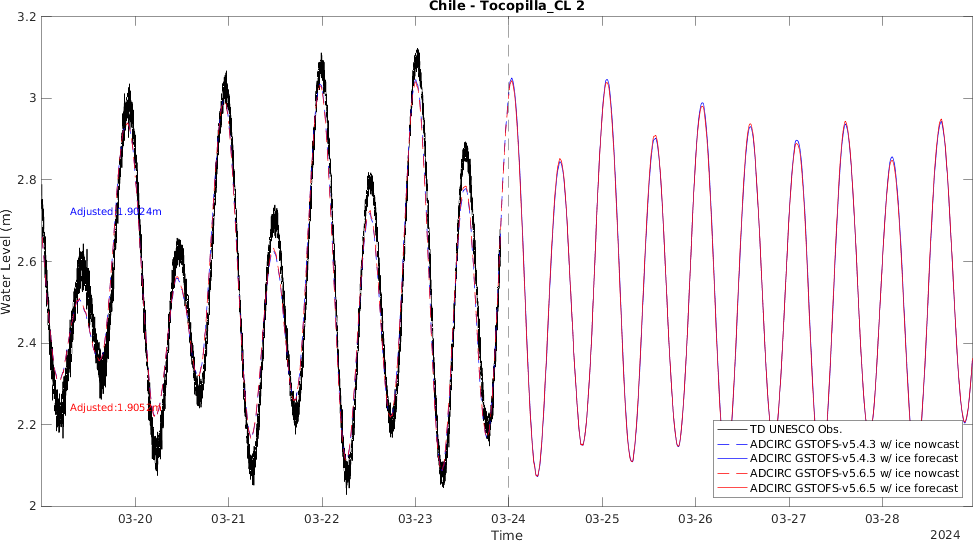 Chile - Tocopilla_CL 2
3.2
3
2.8
2.6
2.4
2.2
2
Water Level (m)
Adjusted:1.9024m
Adjusted:1.9052m
TD UNESCO Obs.
ADCIRC GSTOFS-v5.4.3 w/ ice nowcast
ADCIRC GSTOFS-v5.4.3 w/ ice forecast
ADCIRC GSTOFS-v5.6.5 w/ ice nowcast
ADCIRC GSTOFS-v5.6.5 w/ ice forecast
03-20 03-21 03-22 03-23 03-24 03-25 03-26 03-27 03-28
Time
2024